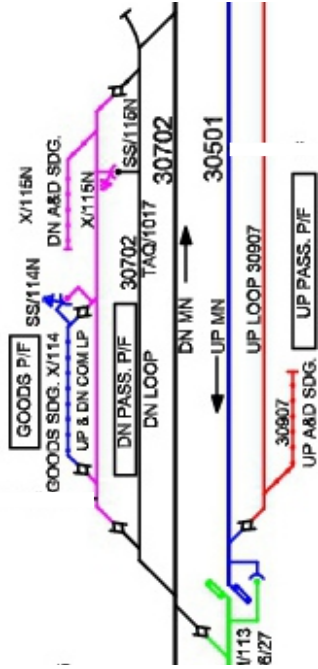 GOODS P/F
GOODS SDG. X/114
SS/114N
X/115N
DN A&D SDG.
X/115N
SS/116N
UP & DN COM LP
DN PASS. P/F
30702
TAQ/1017
DN LOOP
30702
DN MN
30501
UP MN
UP LOOP 30907
UP PASS. P/F
30907
UP A&D SDG.
/113
6/27